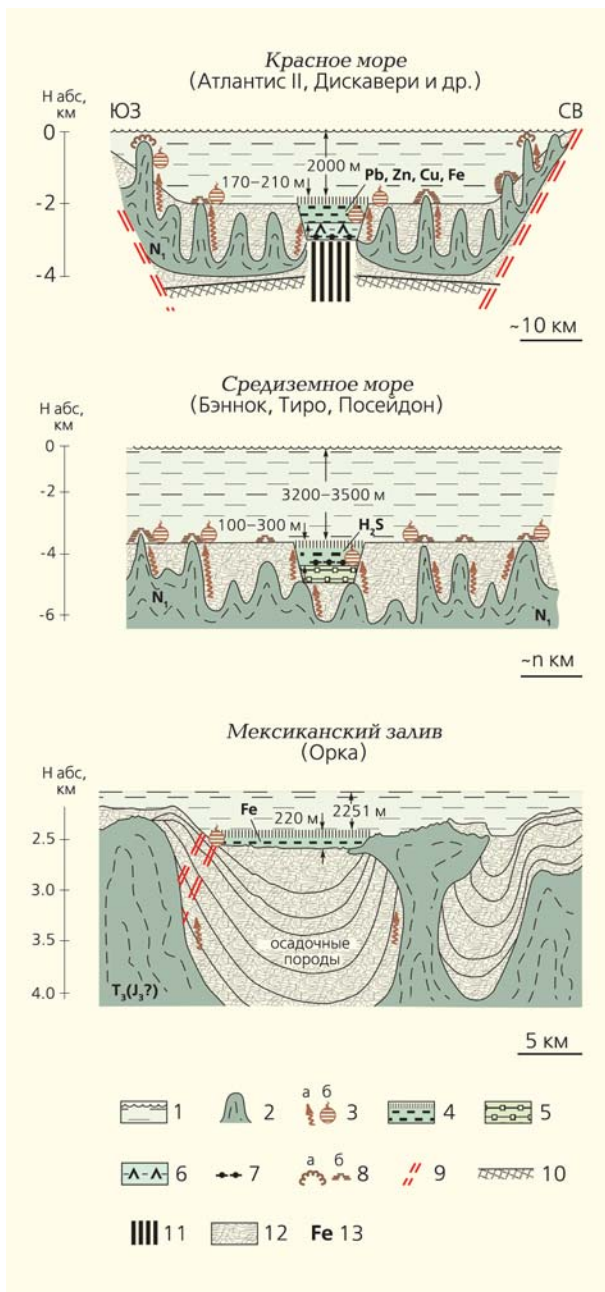 Красное море
(Атлантис II, Дискавери и др.)
Н абс,
км
ЮЗ
СВ
0
-2
-4
2000 м
170–210 м
Pb, Zn, Cu, Fe
N₁
~10 км
Средиземное море
(Бэннок, Тиро, Посейдон)
Н абс,
км
0
-2
-4
-6
3200–3500 м
100–300 м
H₂S
N₁
N₁
~n км
Мексиканский залив
(Орка)
Н абс,
км
2.5
3.0
3.5
4.0
Fe
220 м
2251 м
осадочные
породы
T₃(J₃?)
5 км
1 2 а б 3 4 5
6 7 а б 8 9 10
11 12 Fe 13